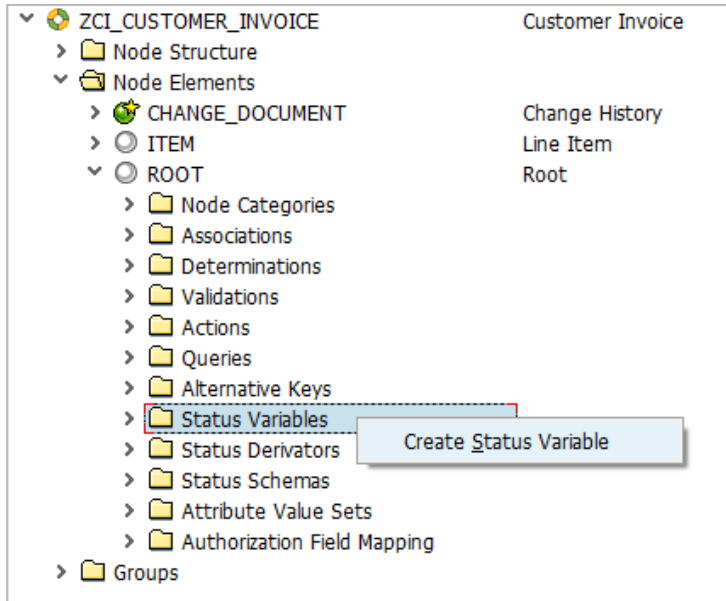 ZCI_CUSTOMER_INVOICE Customer Invoice
Node Structure
Node Elements
CHANGE_DOCUMENT Change History
ITEM Line Item
ROOT Root
Node Categories
Associations
Determinations
Validations
Actions
Queries
Alternative Keys
Status Variables
Create Status Variable
Status Derivators
Status Schemas
Attribute Value Sets
Authorization Field Mapping
Groups